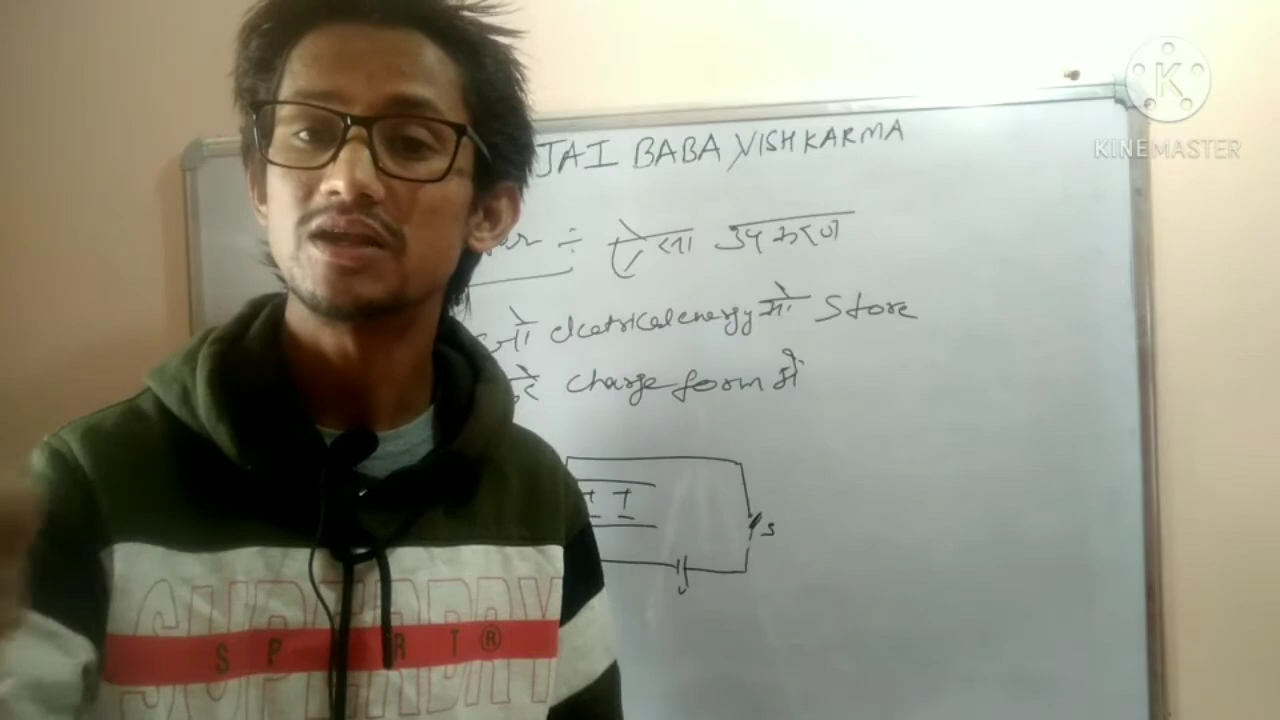 JAI BABA VISHKARMA
ऐसा उपकरण
जो electrical energy को Store
charge form में
S
SUPERDRY
SPORT®
KINEMASTER